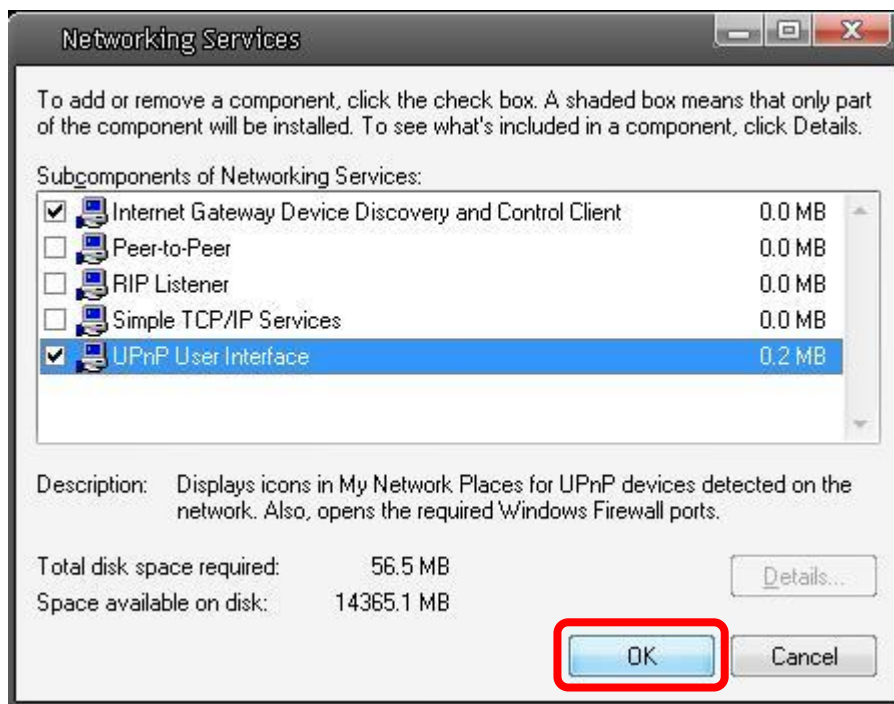 Networking Services
To add or remove a component, click the check box. A shaded box means that only part
of the component will be installed. To see what's included in a component, click Details.
Subcomponents of Networking Services:
Internet Gateway Device Discovery and Control Client 0.0 MB
Peer-to-Peer 0.0 MB
RIP Listener 0.0 MB
Simple TCP/IP Services 0.0 MB
UPnP User Interface 0.2 MB
Description: Displays icons in My Network Places for UPnP devices detected on the
network. Also, opens the required Windows Firewall ports.
Total disk space required: 56.5 MB
Space available on disk: 14365.1 MB
Details...
OK Cancel